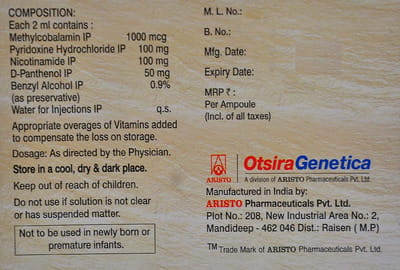 COMPOSITION:
Each 2 ml contains :
Methylcobalamin IP 1000 mcg
Pyridoxine Hydrochloride IP 100 mg
Nicotinamide IP 100 mg
D-Panthenol IP 50 mg
Benzyl Alcohol IP 0.9%
(as preservative)
Water for Injections IP q.s.
Appropriate overages of Vitamins added
to compensate the loss on storage.
Dosage: As directed by the Physician.
Store in a cool, dry & dark place.
Keep out of reach of children.
Do not use if solution is not clear
or has suspended matter.
Not to be used in newly born or
premature infants.
M. L. No.:
B. No.:
Mfg. Date:
Expiry Date:
MRP ₹ :
Per Ampoule
(Incl. of all taxes)
ARISTO
OtsiraGenetica
A division of ARISTO Pharmaceuticals Pvt. Ltd.
Manufactured in India by:
ARISTO Pharmaceuticals Pvt. Ltd.
Plot No.: 208, New Industrial Area No.: 2,
Mandideep - 462 046 Dist.: Raisen ( M.P.)
TM Trade Mark of ARISTO Pharmaceuticals Pvt. Ltd.